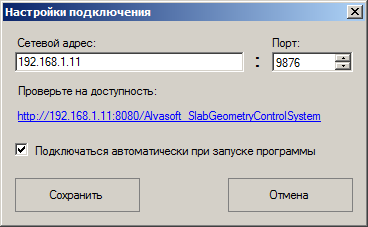 Настройки подключения
Сетевой адрес: Порт:
192.168.1.11 : 9876
Проверьте на доступность:
http://192.168.1.11:8080/Alvasoft_SlabGeometryControlSystem
Подключаться автоматически при запуске программы
Сохранить Отмена